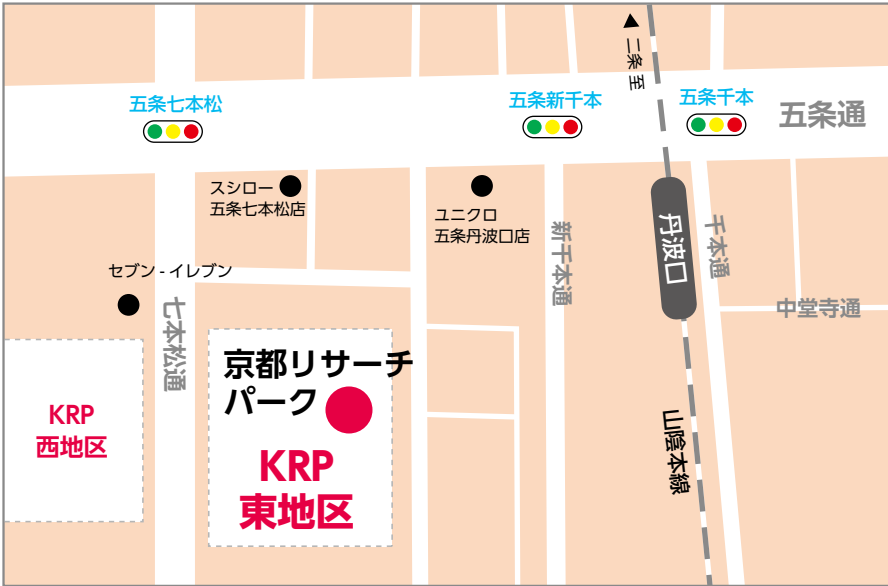 ▲ 二条 至
五条七本松
五条新千本
五条千本
五条通
スシロー
五条七本松店
ユニクロ
五条丹波口店
新千本通
丹波口
千本通
セブン - イレブン
七本松通
中堂寺通
京都リサーチ
パーク
KRP
西地区
KRP
東地区
山陰本線